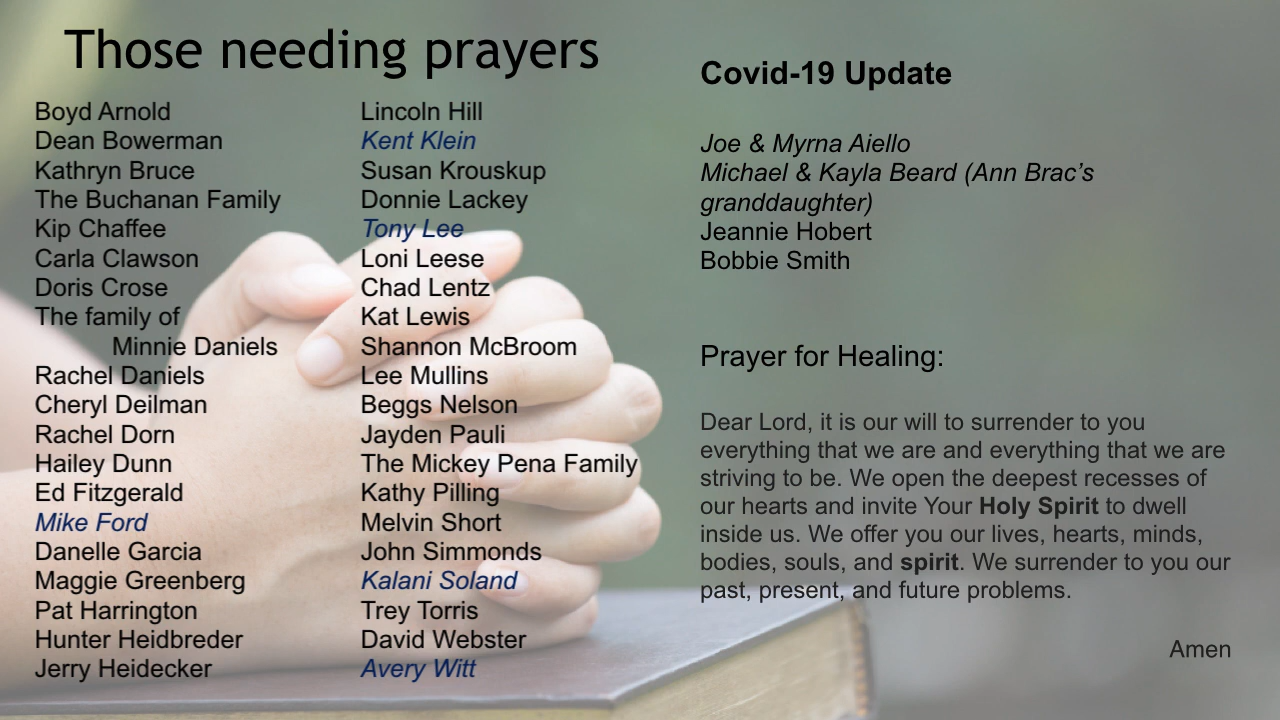 Those needing prayers
Boyd Arnold
Dean Bowerman
Kathryn Bruce
The Buchanan Family
Kip Chaffee
Carla Clawson
Doris Crose
The family of
Minnie Daniels
Rachel Daniels
Cheryl Deilman
Rachel Dorn
Hailey Dunn
Ed Fitzgerald
Mike Ford
Danelle Garcia
Maggie Greenberg
Pat Harrington
Hunter Heidbreder
Jerry Heidecker
Lincoln Hill
Kent Klein
Susan Krouskup
Donnie Lackey
Tony Lee
Loni Leese
Chad Lentz
Kat Lewis
Shannon McBroom
Lee Mullins
Beggs Nelson
Jayden Pauli
The Mickey Pena Family
Kathy Pilling
Melvin Short
John Simmonds
Kalani Soland
Trey Torris
David Webster
Avery Witt
Covid-19 Update
Joe & Myrna Aiello
Michael & Kayla Beard (Ann Brac’s
granddaughter)
Jeannie Hobert
Bobbie Smith
Prayer for Healing:
Dear Lord, it is our will to surrender to you
everything that we are and everything that we are
striving to be. We open the deepest recesses of
our hearts and invite Your Holy Spirit to dwell
inside us. We offer you our lives, hearts, minds,
bodies, souls, and spirit. We surrender to you our
past, present, and future problems.
Amen